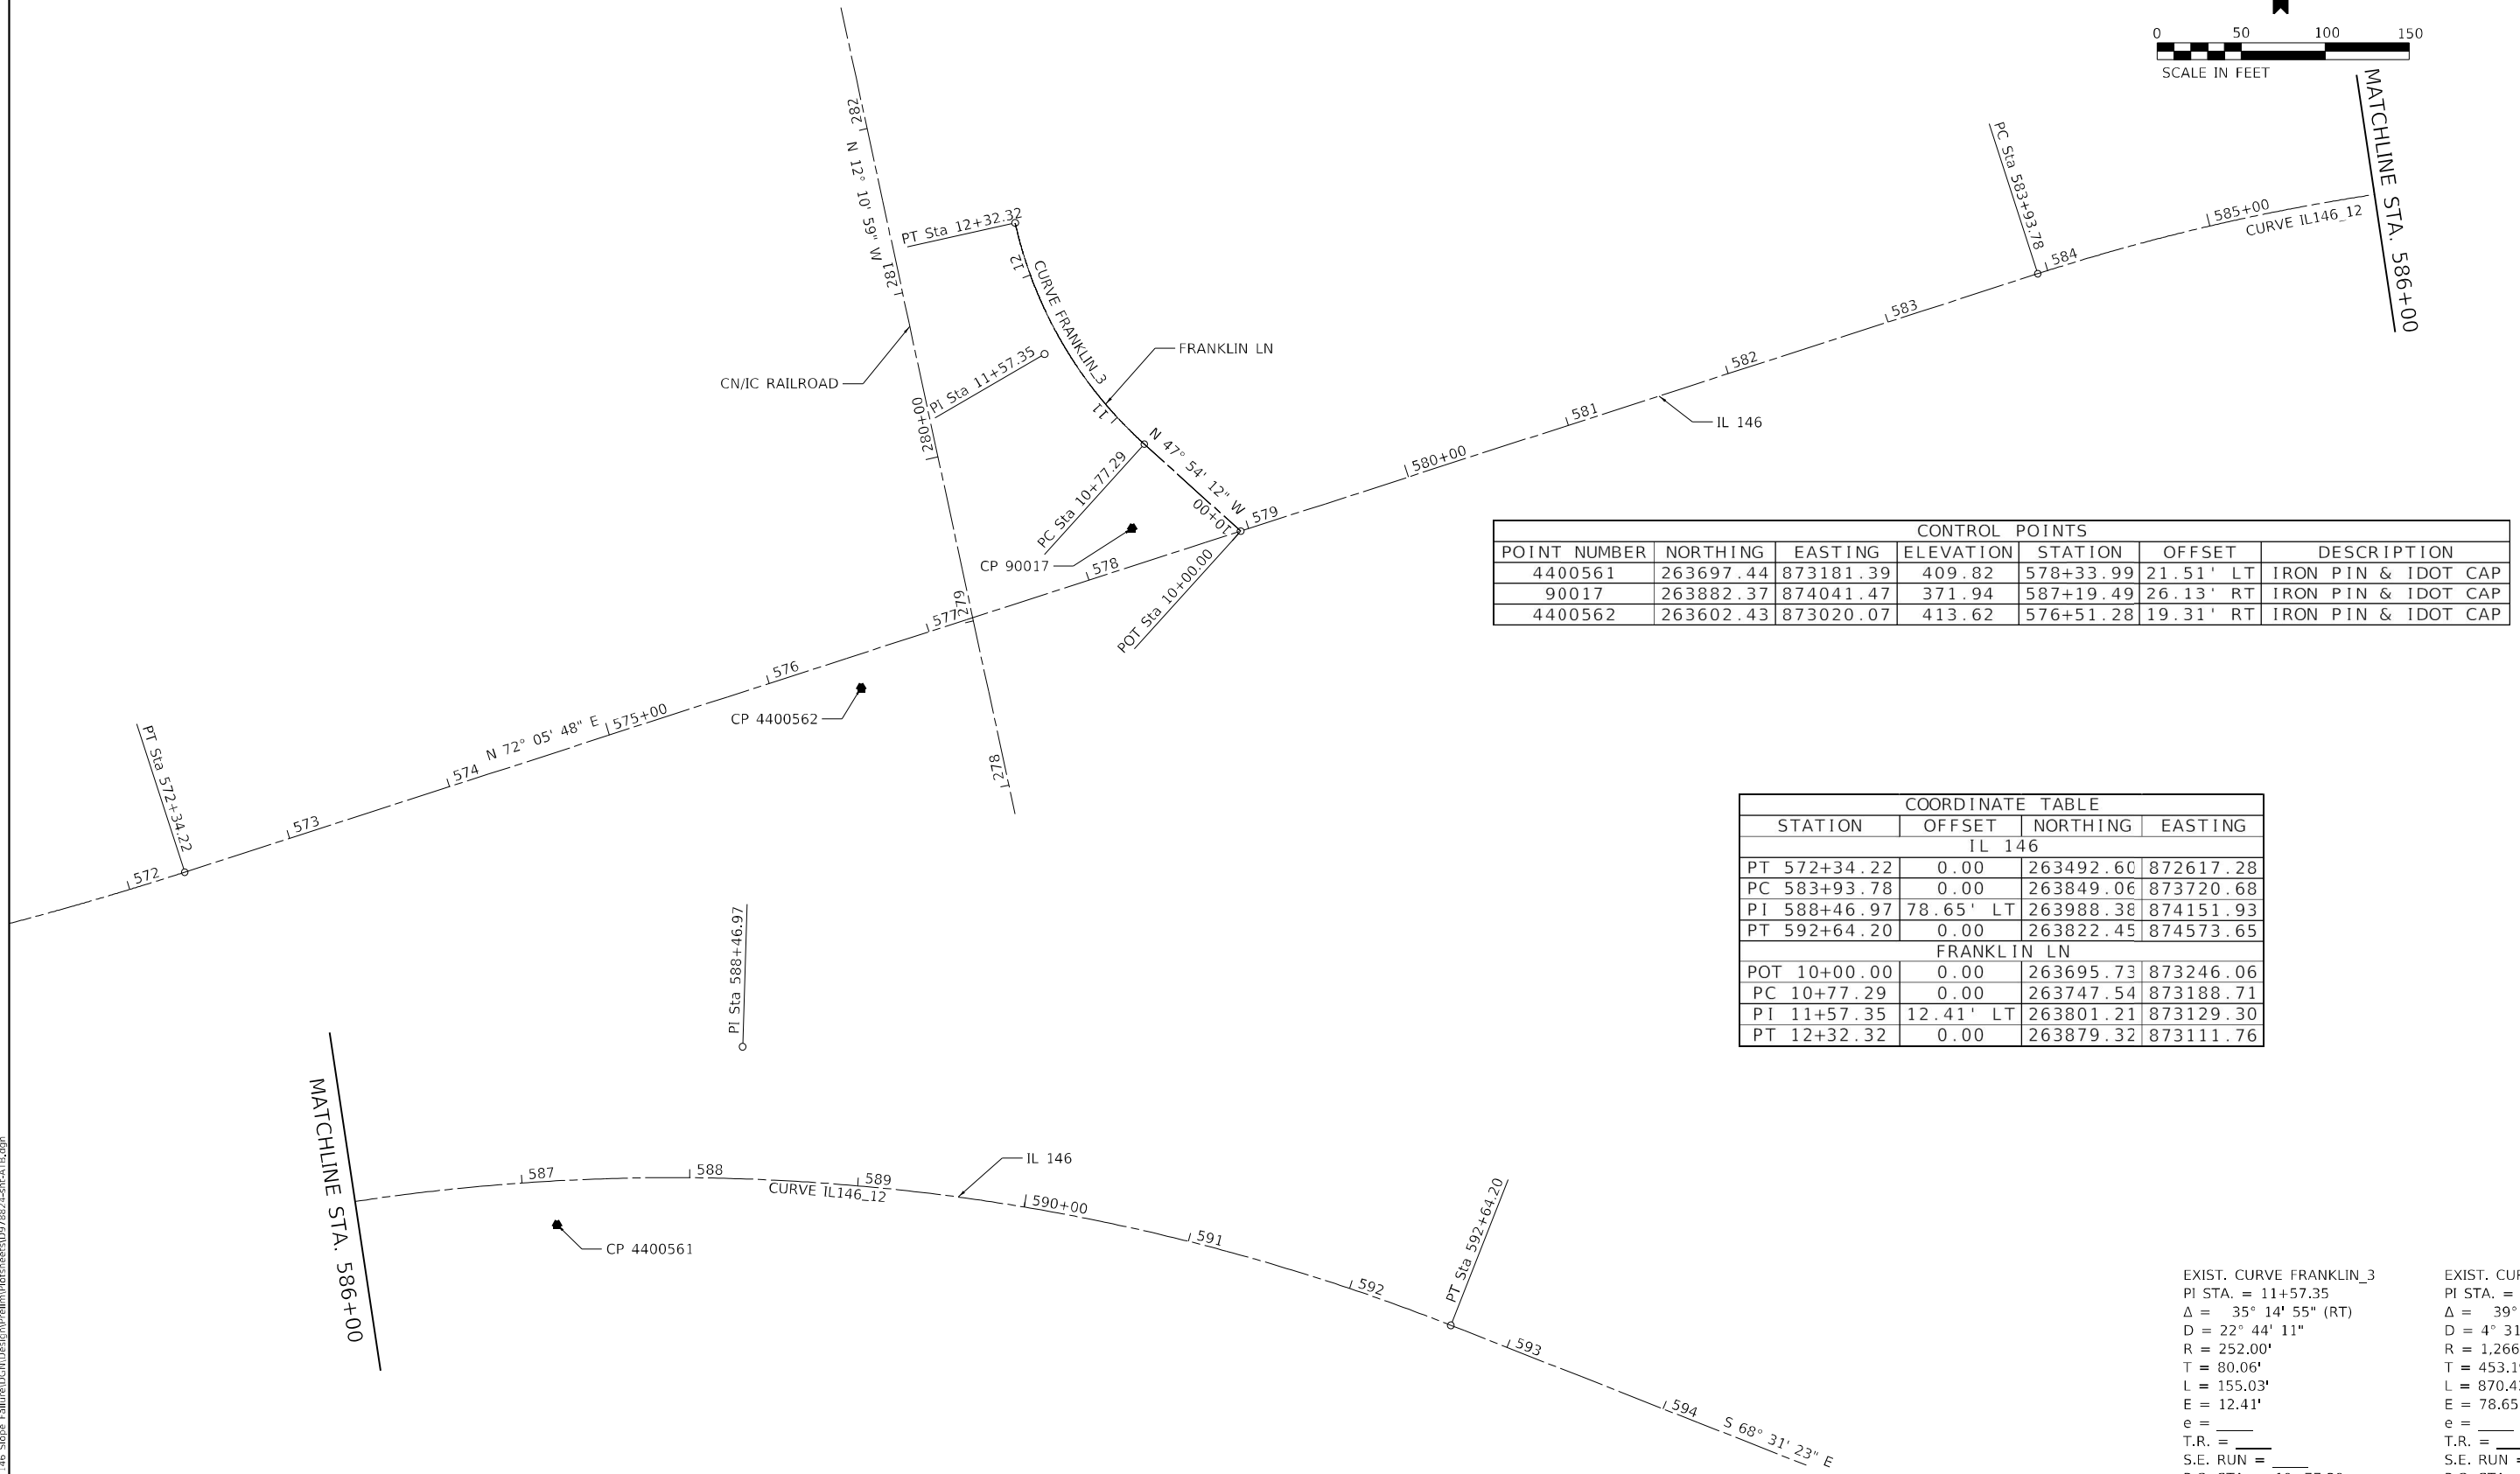 0 50 100 150
SCALE IN FEET
MATCHLINE STA. 586+00
282
N 12° 10' 59" W
281
280+00
279
278
CN/IC RAILROAD
PT Sta 12+32.32
12
CURVE FRANKLIN_3
PI Sta 11+57.35
11
FRANKLIN LN
N 47° 54' 12" W
PC Sta 10+77.29
10+00
POT Sta 10+00.00
CP 90017
CP 4400562
PC Sta 583+93.78
585+00
CURVE IL146_12
584
583
582
581
580+00
IL 146
579
578
577
576
575+00
N 72° 05' 48" E
574
573
572
PT Sta 572+34.22
CONTROL POINTS
POINT NUMBER NORTHING EASTING ELEVATION STATION OFFSET DESCRIPTION
4400561 263697.44 873181.39 409.82 578+33.99 21.51' LT IRON PIN & IDOT CAP
90017 263882.37 874041.47 371.94 587+19.49 26.13' RT IRON PIN & IDOT CAP
4400562 263602.43 873020.07 413.62 576+51.28 19.31' RT IRON PIN & IDOT CAP
COORDINATE TABLE
STATION OFFSET NORTHING EASTING
IL 146
PT 572+34.22 0.00 263492.60 872617.28
PC 583+93.78 0.00 263849.06 873720.68
PI 588+46.97 78.65' LT 263988.38 874151.93
PT 592+64.20 0.00 263822.45 874573.65
FRANKLIN LN
POT 10+00.00 0.00 263695.73 873246.06
PC 10+77.29 0.00 263747.54 873188.71
PI 11+57.35 12.41' LT 263801.21 873129.30
PT 12+32.32 0.00 263879.32 873111.76
PI Sta 588+46.97
MATCHLINE STA. 586+00
587
588
589
CURVE IL146_12
IL 146
590+00
591
592
PT Sta 592+64.20
593
594
S 68° 31' 23" E
CP 4400561
EXIST. CURVE FRANKLIN_3
PI STA. = 11+57.35
Δ = 35° 14' 55" (RT)
D = 22° 44' 11"
R = 252.00'
T = 80.06'
L = 155.03'
E = 12.41'
e =
T.R. =
S.E. RUN =
EXIST.
PI STA. =
Δ = 39°
D = 4° 31
R = 1,266
T = 453.1
L = 870.4
E = 78.65
e =
T.R. =
S.E. RUN =